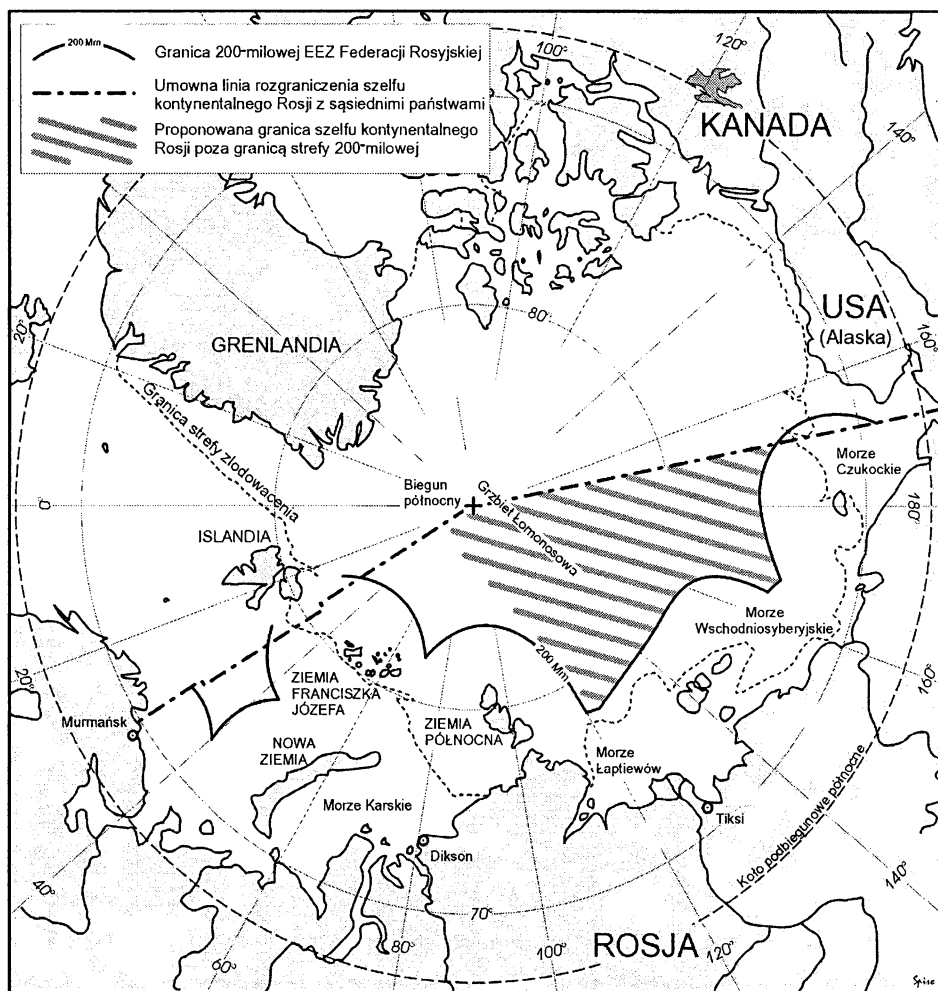 200 Mm
Granica 200-milowej EEZ Federacji Rosyjskiej
Umowna linia rozgraniczenia szelfu
kontynentalnego Rosji z sąsiednimi państwami
Proponowana granica szelfu kontynentalnego
Rosji poza granicą strefy 200-milowej
100°
120°
KANADA
140°
USA
(Alaska)
160°
80°
20°
GRENLANDIA
Granica strefy zlodowacenia
Biegun
północny
Grzbiet Łomonosowa
Morze
Czukockie
0
180°
ISLANDIA
Morze
Wschodniosyberyjskie
200 Mm
20°
160°
ZIEMIA
FRANCISZKA
JÓZEFA
Murmańsk
ZIEMIA
PÓŁNOCNA
NOWA
ZIEMIA
Morze
Łaptiewów
Morze Karskie
Tiksi
Dikson
Koło podbiegunowe północne
40°
140°
70°
60°
80°
100°
ROSJA
120°
Spisc